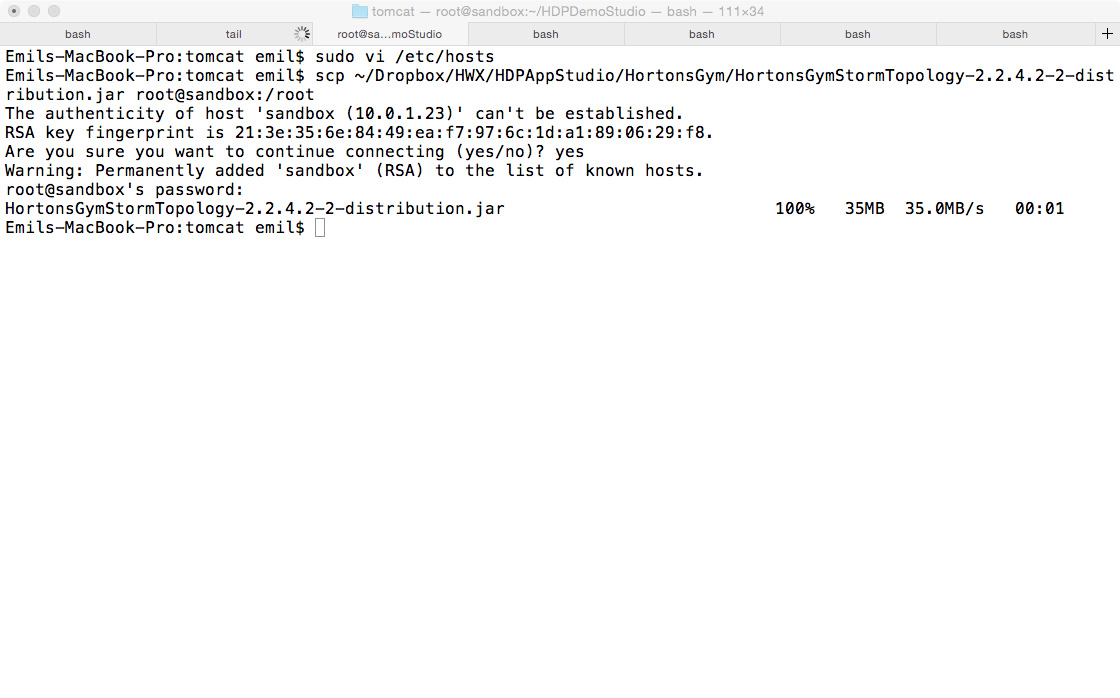 tomcat — root@sandbox:~/HDPDemoStudio — bash — 111×34
bash tail root@sa...moStudio bash bash bash bash +
Emils-MacBook-Pro:tomcat emil$ sudo vi /etc/hosts
Emils-MacBook-Pro:tomcat emil$ scp ~/Dropbox/HWX/HDPAppStudio/HortonsGym/HortonsGymStormTopology-2.2.4.2-2-dist
ribution.jar root@sandbox:/root
The authenticity of host 'sandbox (10.0.1.23)' can't be established.
RSA key fingerprint is 21:3e:35:6e:84:49:ea:f7:97:6c:1d:a1:89:06:29:f8.
Are you sure you want to continue connecting (yes/no)? yes
Warning: Permanently added 'sandbox' (RSA) to the list of known hosts.
root@sandbox's password:
HortonsGymStormTopology-2.2.4.2-2-distribution.jar 100% 35MB 35.0MB/s 00:01
Emils-MacBook-Pro:tomcat emil$